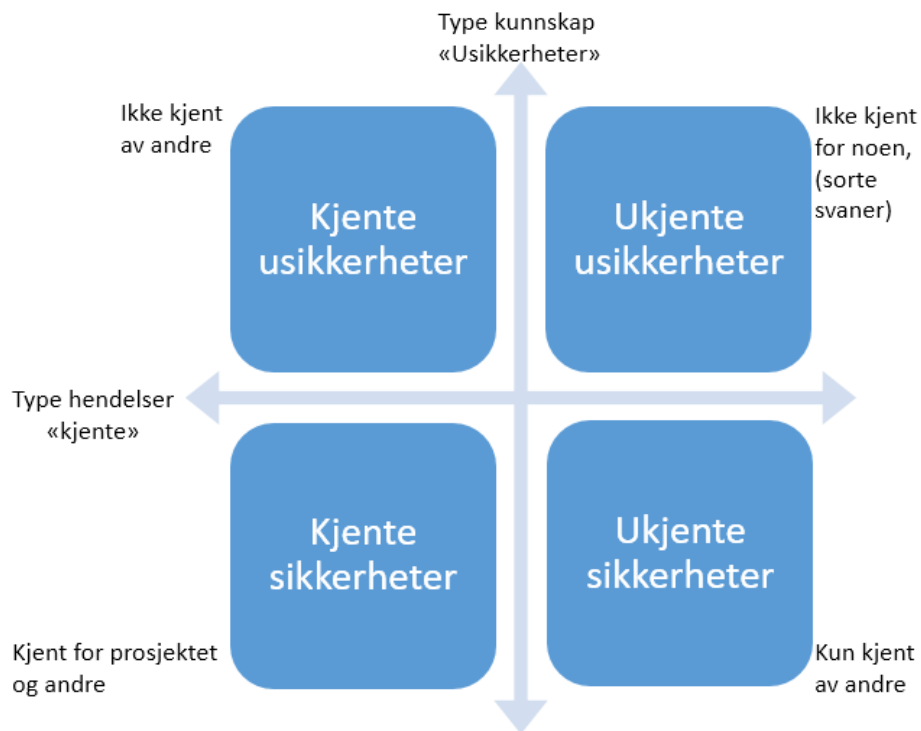 Type kunnskap
«Usikkerheter»
Ikke kjent
av andre
Kjente
usikkerheter
Ukjente
usikkerheter
Ikke kjent
for noen,
(sorte
svaner)
Type hendelser
«kjente»
Kjente
sikkerheter
Ukjente
sikkerheter
Kjent for prosjektet
og andre
Kun kjent
av andre